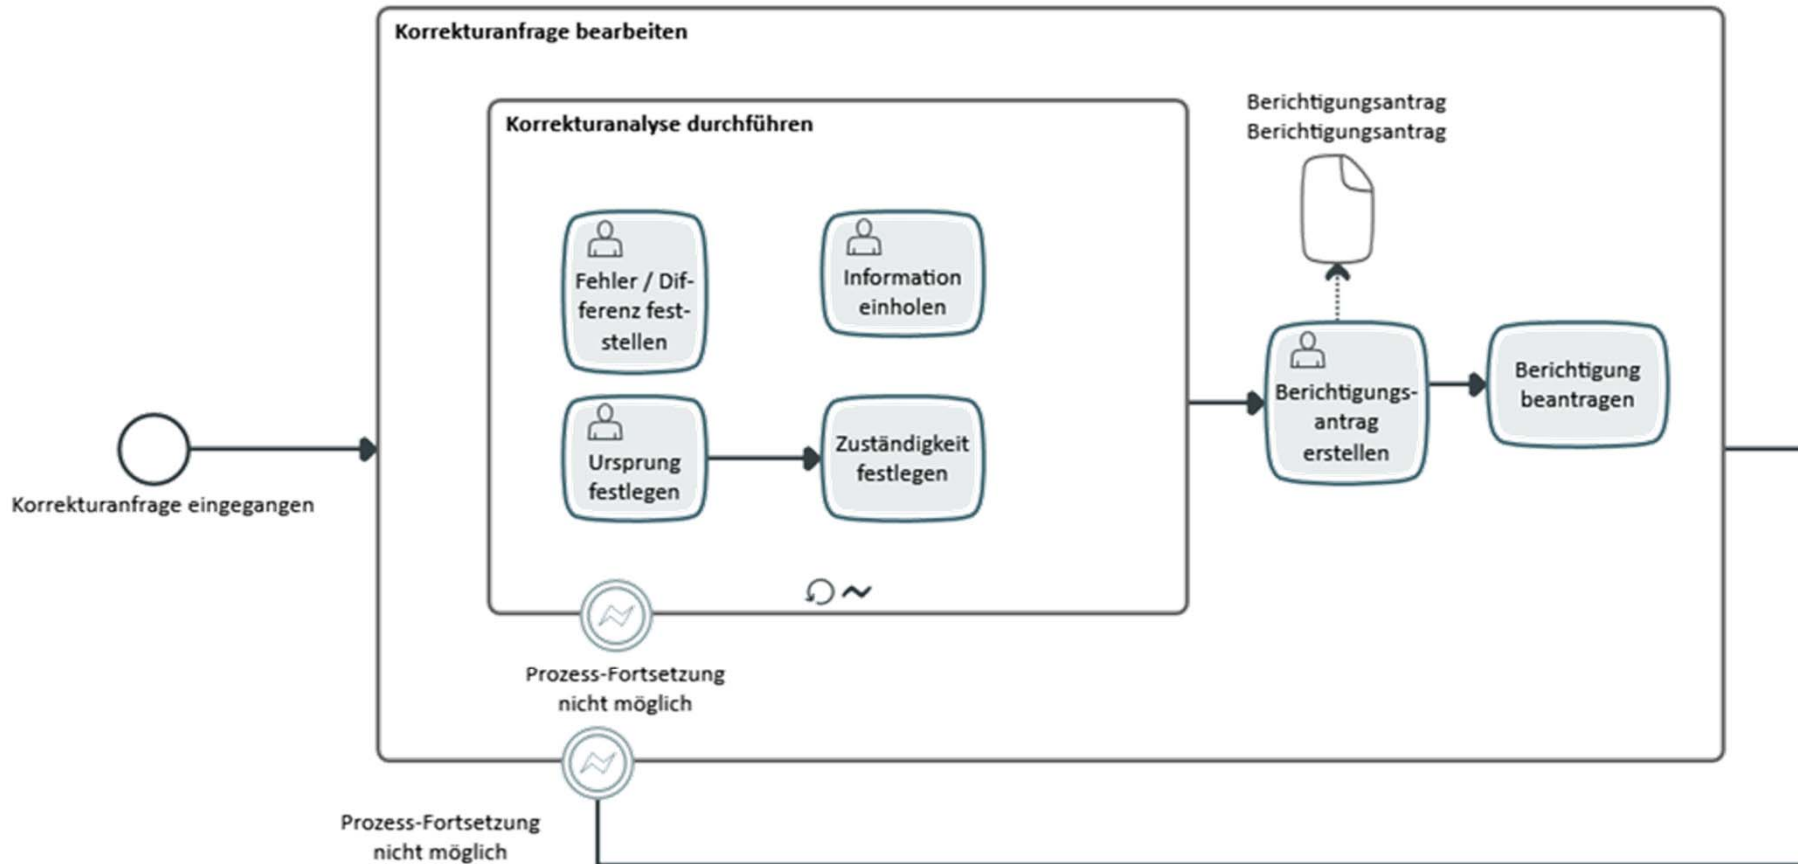 Korrekturanfrage bearbeiten
Korrekturanalyse durchführen
Berichtigungsantrag
Berichtigungsantrag
Fehler / Dif-
ferenz fest-
stellen
Information
einholen
Ursprung
festlegen
Zuständigkeit
festlegen
Berichtigungs-
antrag
erstellen
Berichtigung
beantragen
Korrekturanfrage eingegangen
Prozess-Fortsetzung
nicht möglich
Prozess-Fortsetzung
nicht möglich